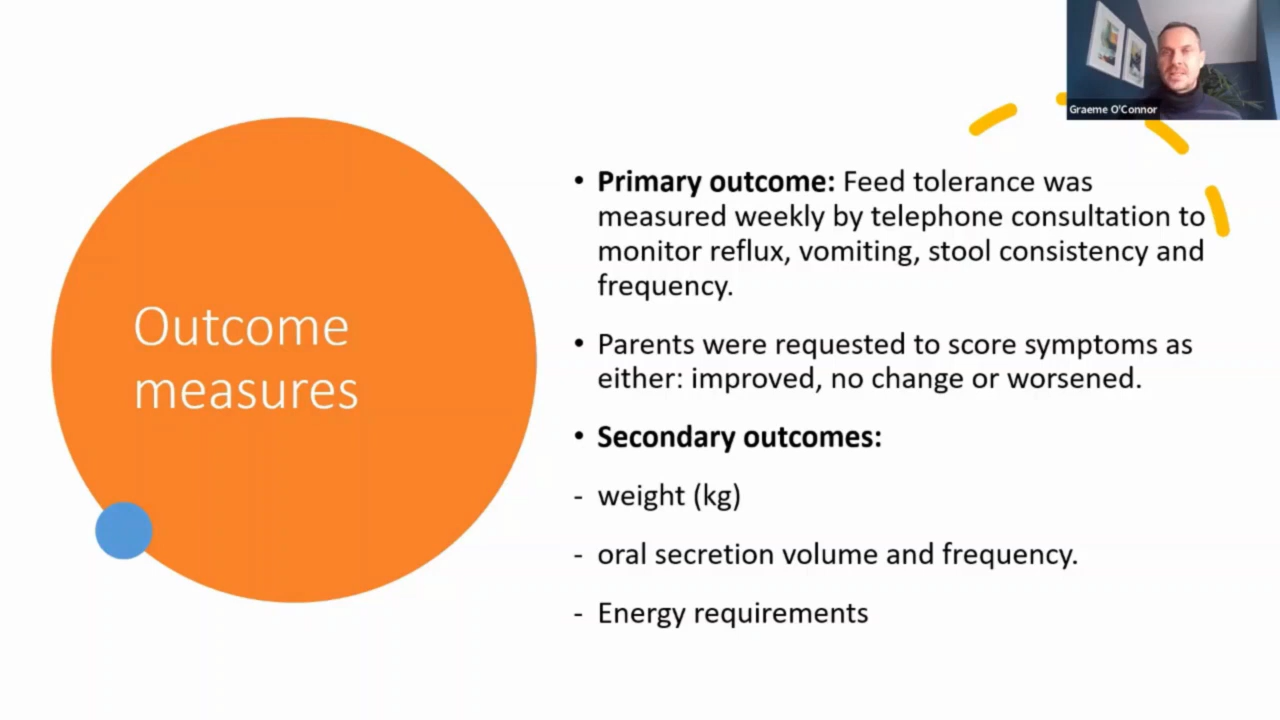 Graeme O'Connor
Outcome
measures
• Primary outcome: Feed tolerance was
measured weekly by telephone consultation to
monitor reflux, vomiting, stool consistency and
frequency.
• Parents were requested to score symptoms as
either: improved, no change or worsened.
• Secondary outcomes:
- weight (kg)
- oral secretion volume and frequency.
- Energy requirements